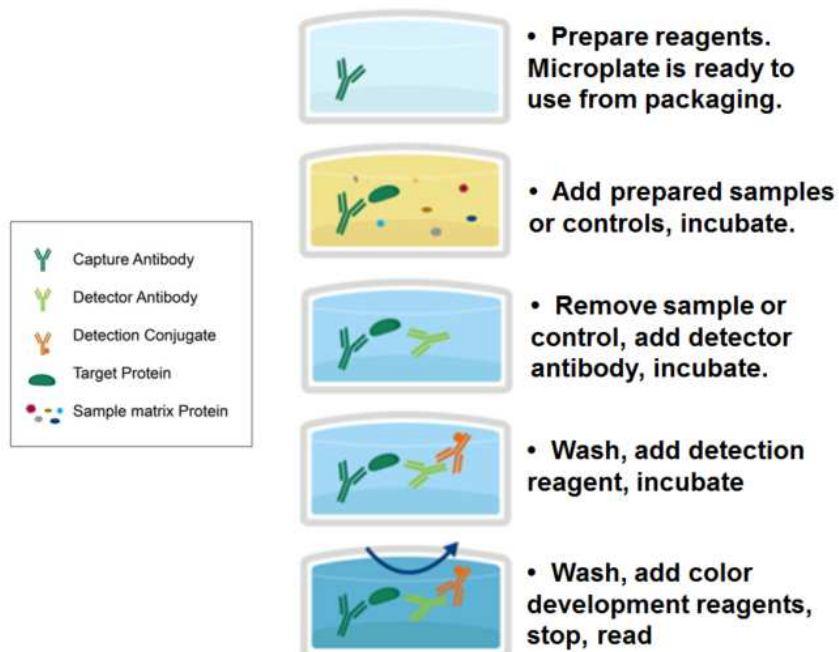 • Prepare reagents.
Microplate is ready to
use from packaging.
• Add prepared samples
or controls, incubate.
Capture Antibody
Detector Antibody
Detection Conjugate
Target Protein
Sample matrix Protein
• Remove sample or
control, add detector
antibody, incubate.
• Wash, add detection
reagent, incubate
• Wash, add color
development reagents,
stop, read